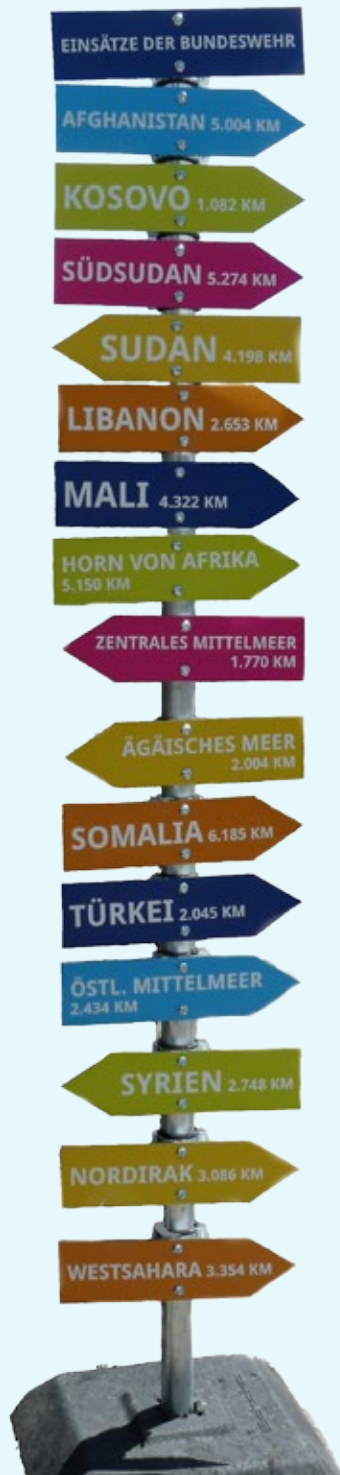 EINSÄTZE DER BUNDESWEHR
AFGHANISTAN 5.004 KM
KOSOVO 1.082 KM
SÜDSUDAN 5.274 KM
SUDAN 4.198 KM
LIBANON 2.653 KM
MALI 4.322 KM
HORN VON AFRIKA
5.150 KM
ZENTRALES MITTELMEER
1.770 KM
ÄGÄISCHES MEER
2.004 KM
SOMALIA 6.185 KM
TÜRKEI 2.045 KM
ÖSTL. MITTELMEER
2.434 KM
SYRIEN 2.748 KM
NORDIRAK 3.086 KM
WESTSAHARA 3.354 KM